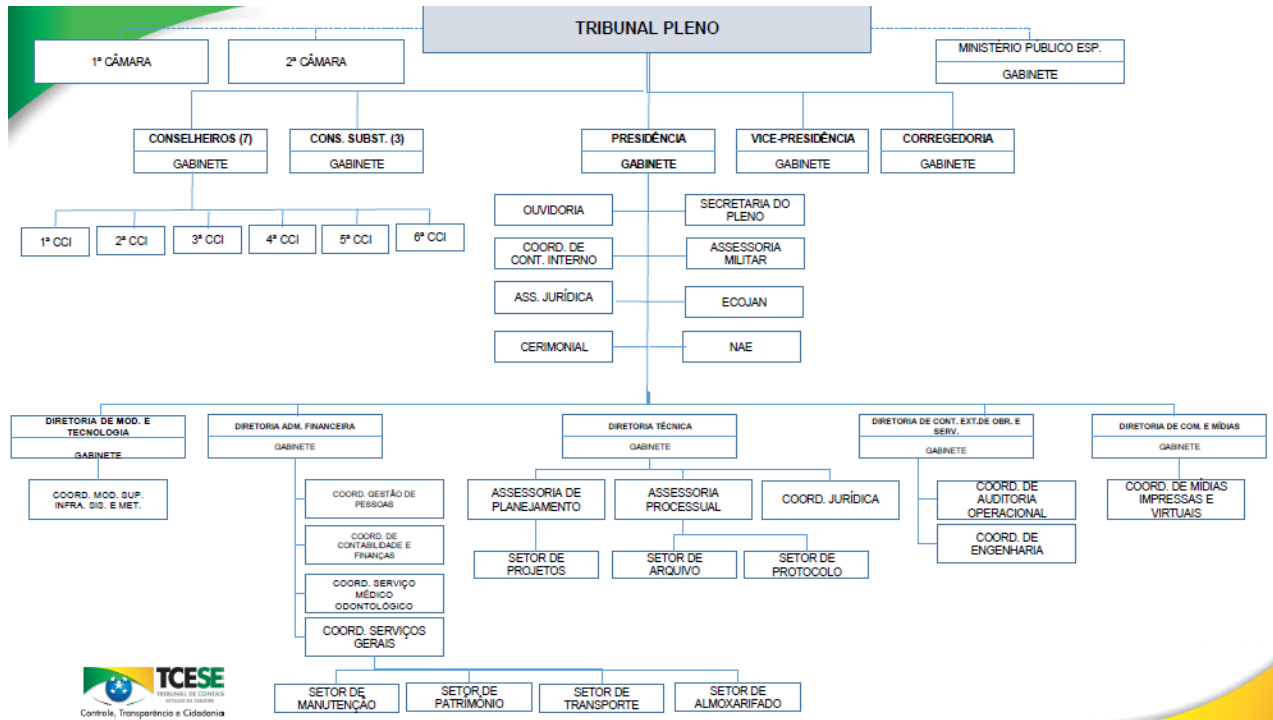 TRIBUNAL PLENO
1ª CÂMARA
2ª CÂMARA
MINISTÉRIO PÚBLICO ESP.
GABINETE
CONSELHEIROS (7)
GABINETE
CONS. SUBST. (3)
GABINETE
PRESIDÊNCIA
GABINETE
VICE-PRESIDÊNCIA
GABINETE
CORREGEDORIA
GABINETE
1ª CCI
2ª CCI
3ª CCI
4ª CCI
5ª CCI
6ª CCI
OUVIDORIA
SECRETARIA DO
PLENO
COORD. DE
CONT. INTERNO
ASSESSORIA
MILITAR
ASS. JURÍDICA
ECOJAN
CERIMONIAL
NAE
DIRETORIA DE MOD. E
TECNOLOGIA
GABINETE
DIRETORIA ADM. FINANCEIRA
GABINETE
DIRETORIA TÉCNICA
GABINETE
DIRETORIA DE CONT. EXT.DE OBR. E
SERV.
GABINETE
DIRETORIA DE COM. E MÍDIAS
GABINETE
COORD. MOD. SUP.
INFRA. SIS. E MET.
COORD. GESTÃO DE
PESSOAS
COORD. DE
CONTABILIDADE E
FINANÇAS
COORD. SERVIÇO
MÉDICO
ODONTOLÓGICO
COORD. SERVIÇOS
GERAIS
ASSESSORIA DE
PLANEJAMENTO
ASSESSORIA
PROCESSUAL
COORD. JURÍDICA
SETOR DE
PROJETOS
SETOR DE
ARQUIVO
SETOR DE
PROTOCOLO
COORD. DE
AUDITORIA
OPERACIONAL
COORD. DE
ENGENHARIA
COORD. DE MÍDIAS
IMPRESSAS E
VIRTUAIS
SETOR DE
MANUTENÇÃO
SETOR DE
PATRIMÔNIO
SETOR DE
TRANSPORTE
SETOR DE
ALMOXARIFADO
TCESE
TRIBUNAL DE CONTAS
ESTADO DE SERGIPE
Controle, Transparência e Cidadania